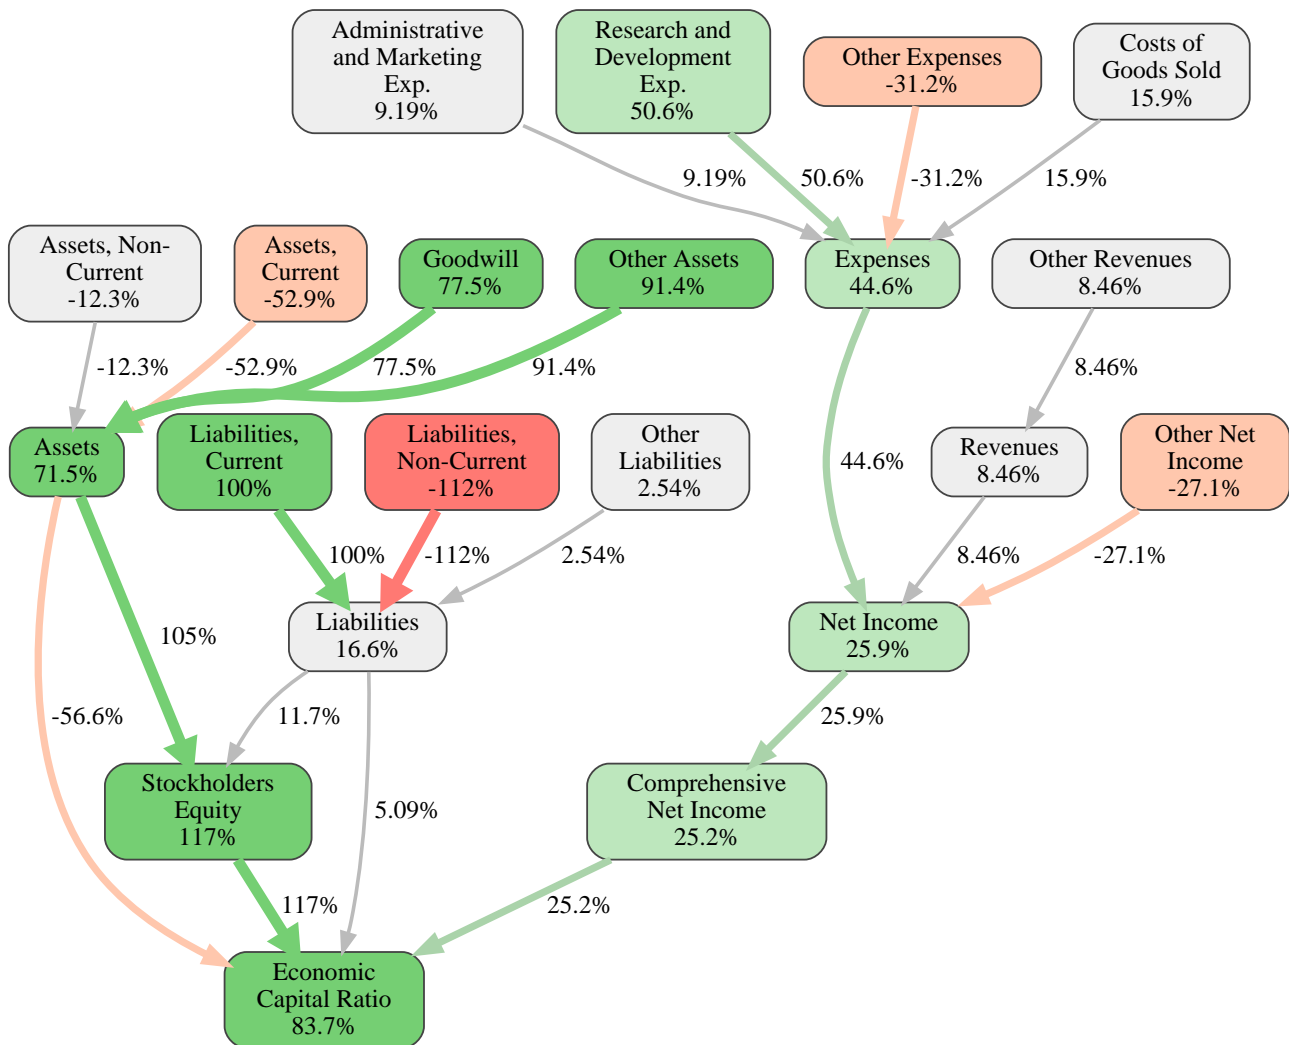 Administrative
and Marketing
Exp.
9.19%
Research and
Development
Exp.
50.6%
Other Expenses
-31.2%
Costs of
Goods Sold
15.9%
9.19%
50.6%
-31.2%
15.9%
Assets, Non-
Current
-12.3%
Assets,
Current
-52.9%
Goodwill
77.5%
Other Assets
91.4%
Expenses
44.6%
Other Revenues
8.46%
-12.3%
-52.9%
77.5%
91.4%
8.46%
Assets
71.5%
Liabilities,
Current
100%
Liabilities,
Non-Current
-112%
Other
Liabilities
2.54%
44.6%
Revenues
8.46%
Other Net
Income
-27.1%
100%
-112%
2.54%
8.46%
-27.1%
105%
Liabilities
16.6%
Net Income
25.9%
-56.6%
11.7%
25.9%
Stockholders
Equity
117%
5.09%
Comprehensive
Net Income
25.2%
117%
25.2%
Economic
Capital Ratio
83.7%